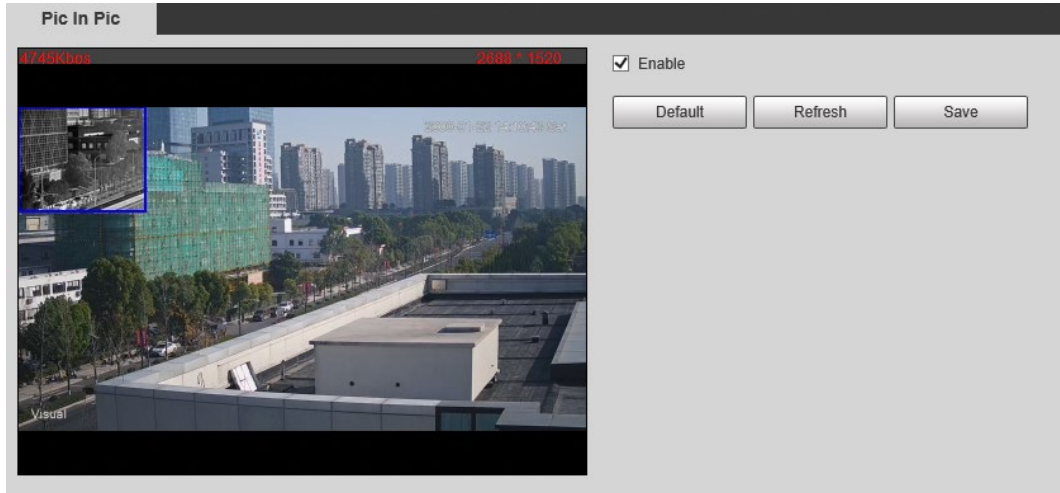 Pic In Pic
4745Kbps
2688 * 1520
Enable
Default
Refresh
Save
Visual